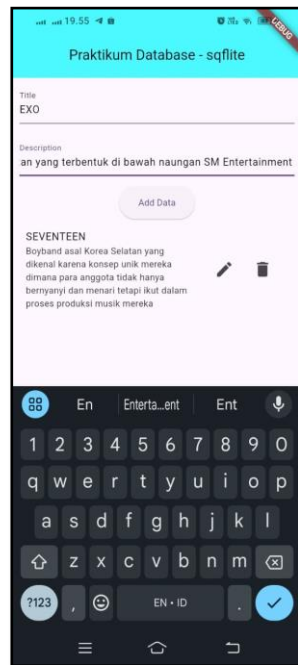 19.55
DEBUG
Praktikum Database - sqflite
Title
EXO
Description
an yang terbentuk di bawah naungan SM Entertainment
Add Data
SEVENTEEN
Boyband asal Korea Selatan yang
dikenal karena konsep unik mereka
dimana para anggota tidak hanya
bernyanyi dan menari tetapi ikut dalam
proses produksi musik mereka
En Enterta...ent Ent
1 2 3 4 5 6 7 8 9 0
q w e r t y u i o p
a s d f g h j k l
z x c v b n m
?123 , EN • ID .